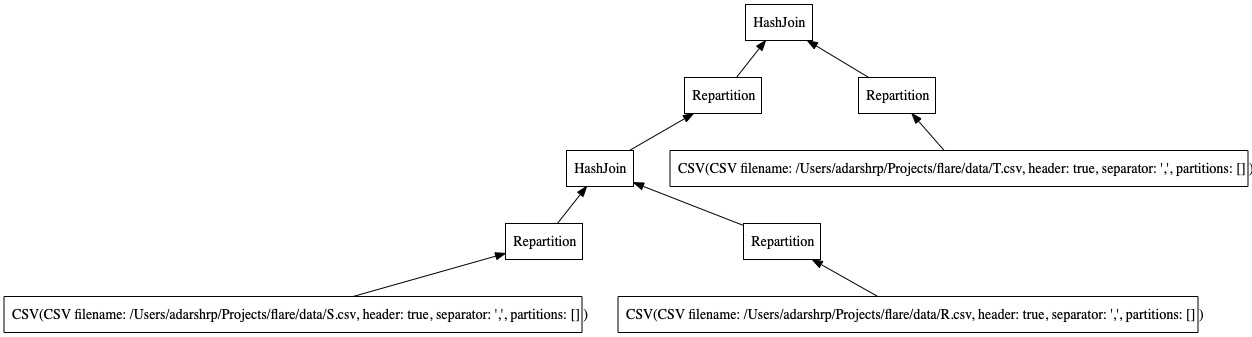 HashJoin
Repartition
Repartition
HashJoin
CSV(CSV filename: /Users/adarshrp/Projects/flare/data/T.csv, header: true, separator: ',', partitions: [] )
Repartition
Repartition
CSV(CSV filename: /Users/adarshrp/Projects/flare/data/S.csv, header: true, separator: ',', partitions: [] )
CSV(CSV filename: /Users/adarshrp/Projects/flare/data/R.csv, header: true, separator: ',', partitions: [] )